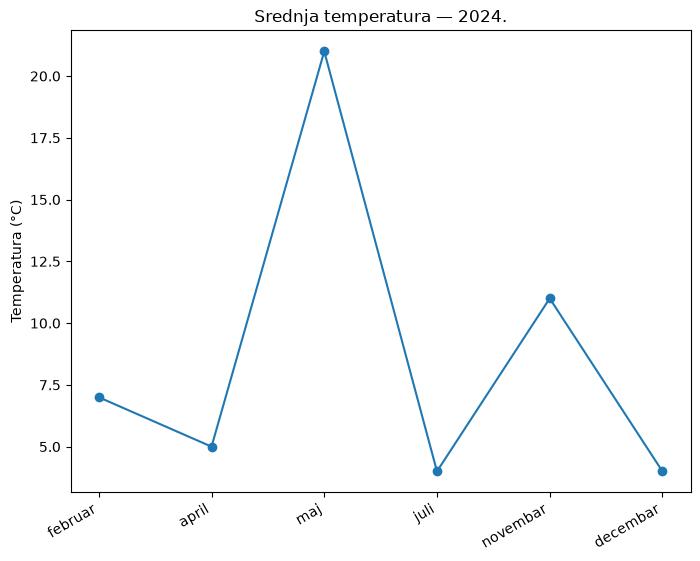 Srednja temperatura — 2024.
Temperatura (°C)
20.0
17.5
15.0
12.5
10.0
7.5
5.0
februar
april
maj
juli
novembar
decembar